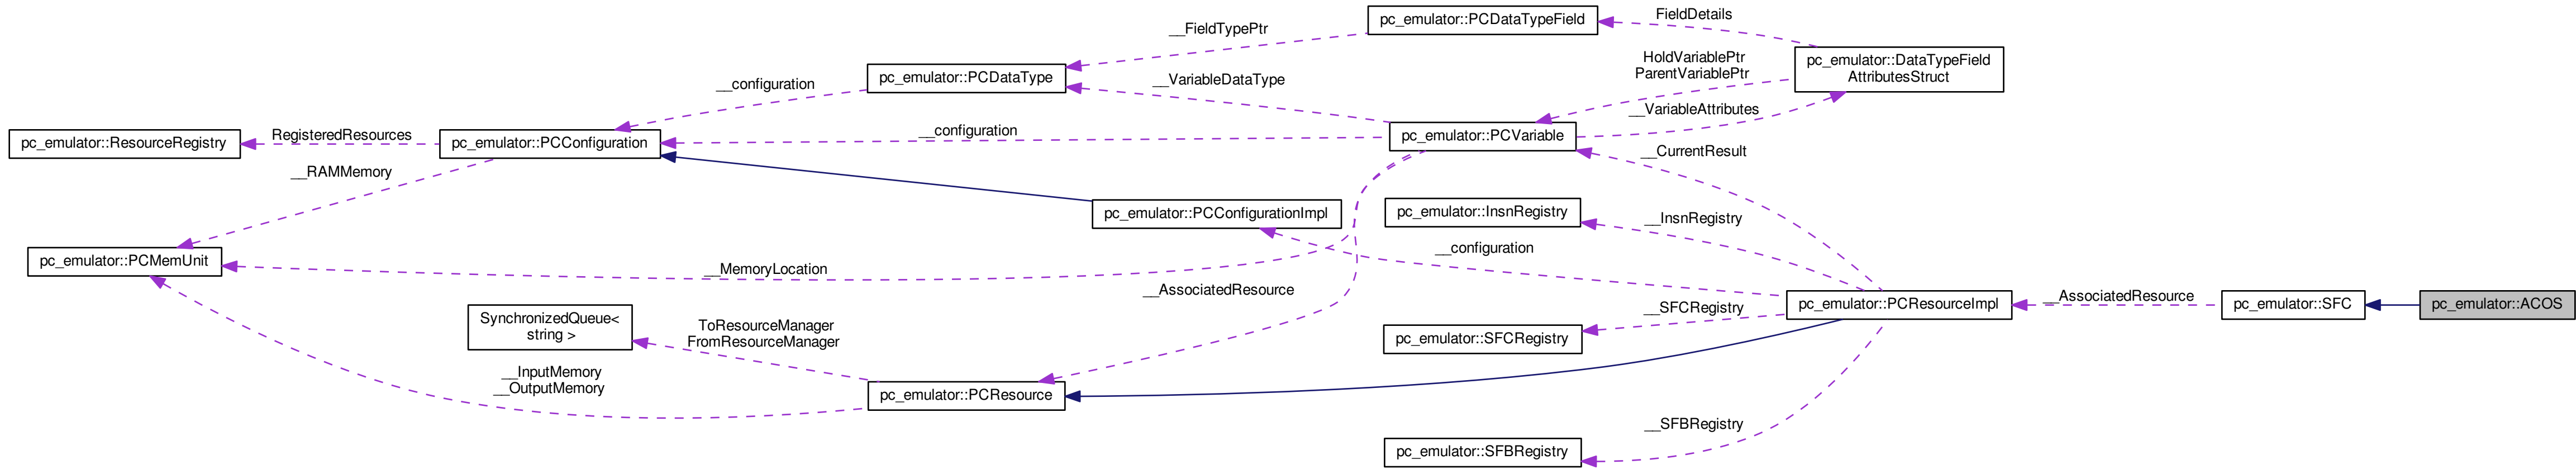 pc_emulator::PCDataTypeField
FieldDetails
__FieldTypePtr
HoldVariablePtr
ParentVariablePtr
pc_emulator::DataTypeField
AttributesStruct
pc_emulator::PCDataType
__configuration
__VariableDataType
__VariableAttributes
pc_emulator::ResourceRegistry
RegisteredResources
pc_emulator::PCConfiguration
__configuration
pc_emulator::PCVariable
__CurrentResult
__RAMMemory
pc_emulator::PCConfigurationImpl
pc_emulator::InsnRegistry
__InsnRegistry
__configuration
pc_emulator::PCMemUnit
__MemoryLocation
__AssociatedResource
pc_emulator::PCResourceImpl
__AssociatedResource
pc_emulator::SFC
pc_emulator::ACOS
SynchronizedQueue<
string >
ToResourceManager
FromResourceManager
__SFCRegistry
pc_emulator::SFCRegistry
__InputMemory
__OutputMemory
pc_emulator::PCResource
__SFBRegistry
pc_emulator::SFBRegistry